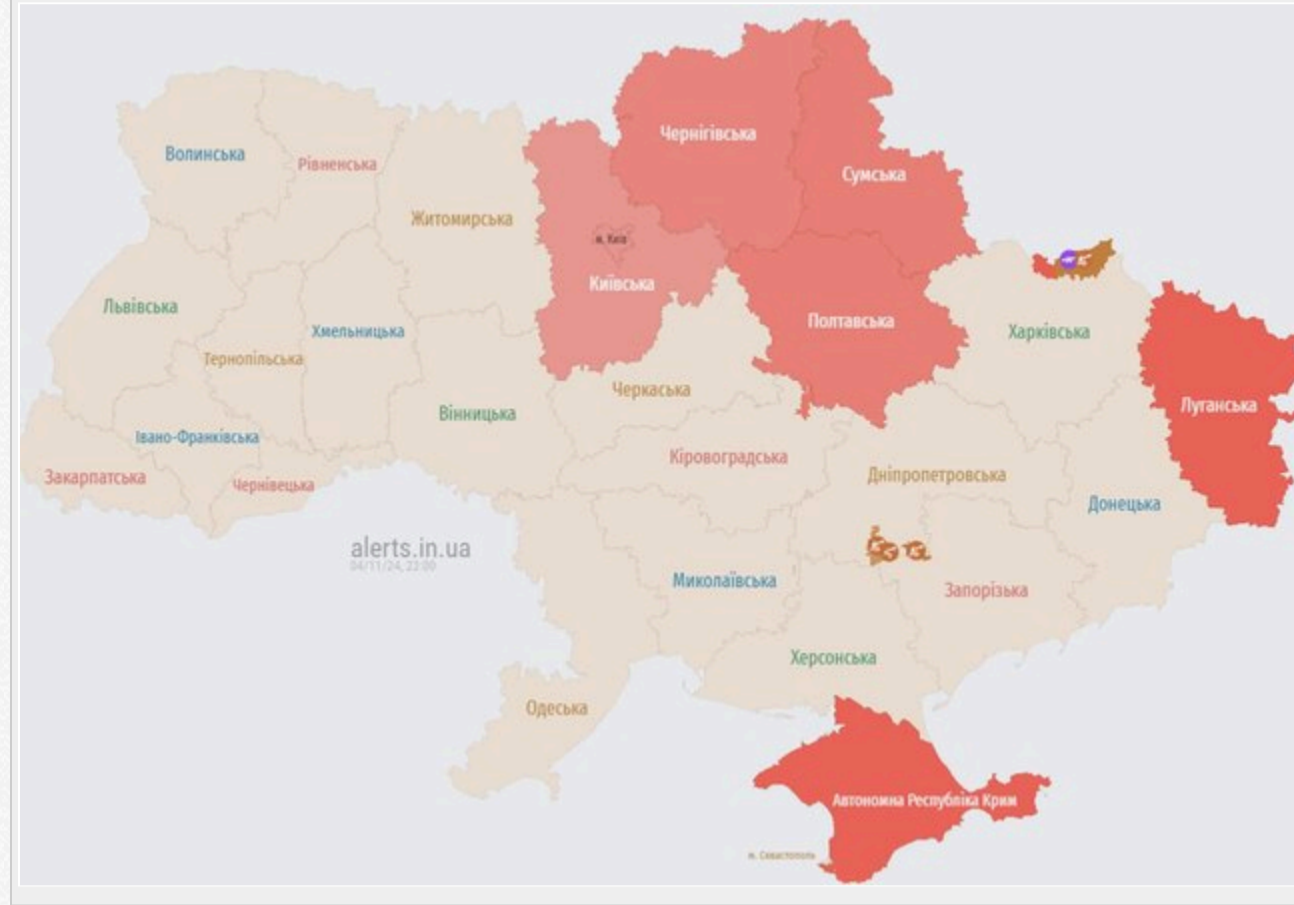 Чернігівська
Сумська
Волинська
Рівненська
Житомирська
м. Київ
Київська
Львівська
Хмельницька
Полтавська
Харківська
Тернопільська
Черкаська
Луганська
Вінницька
Івано-Франківська
Кіровоградська
Закарпатська
Чернівецька
Дніпропетровська
Донецька
alerts.in.ua
04/11/24, 23:00
Миколаївська
Запорізька
Херсонська
Одеська
Автономна Республіка Крим
м. Севастополь